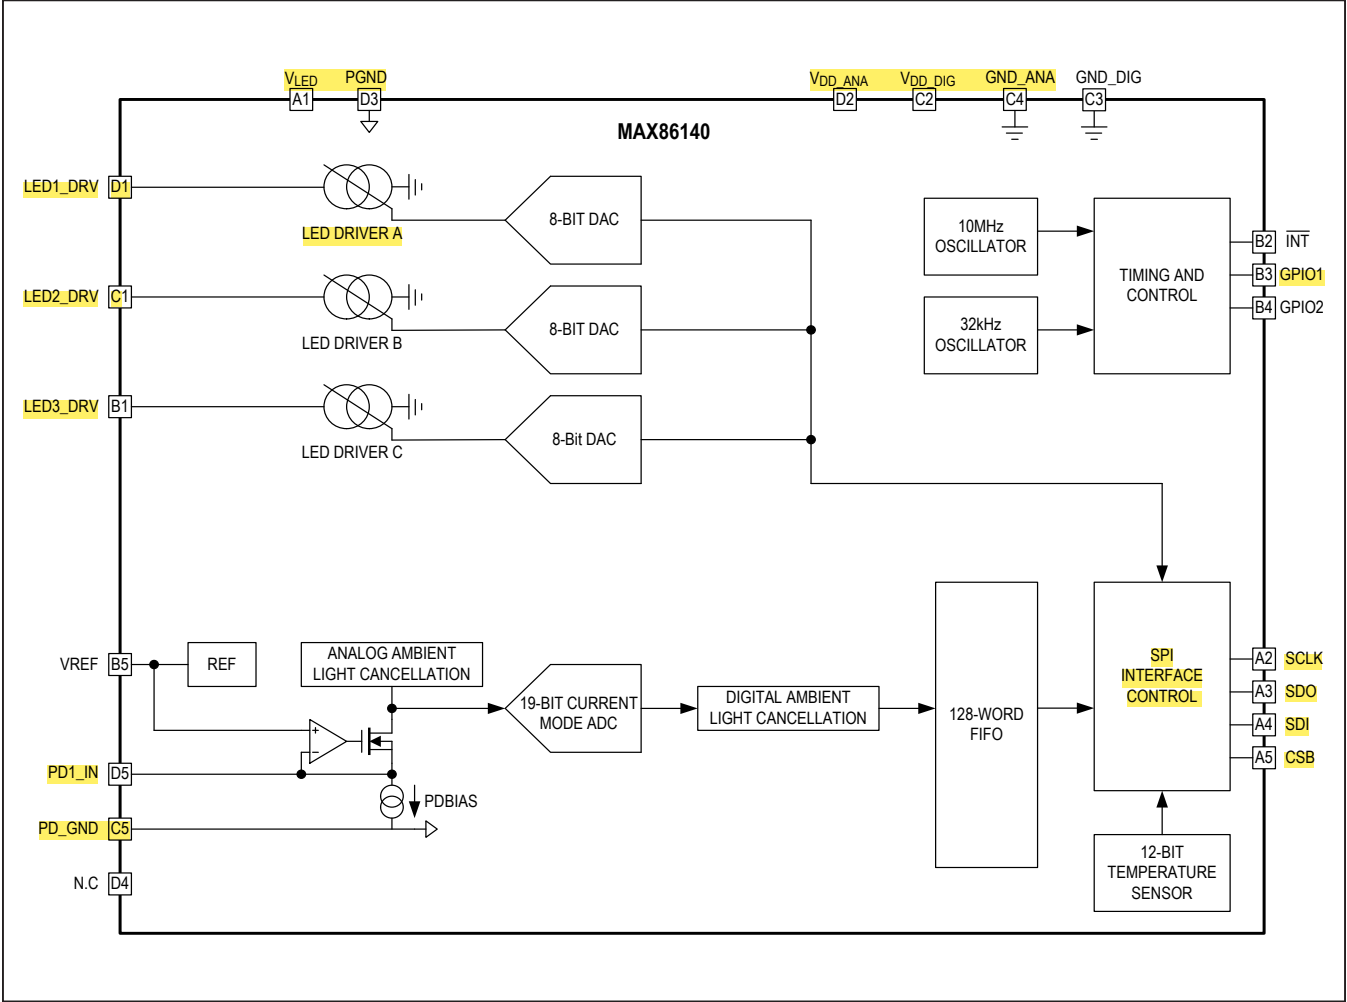 VLED PGND VDD_ANA VDD_DIG GND_ANA GND_DIG
A1 D3 D2 C2 C4 C3
MAX86140
LED1_DRV D1
LED DRIVER A
8-BIT DAC
LED2_DRV C1
LED DRIVER B
8-BIT DAC
LED3_DRV B1
LED DRIVER C
8-Bit DAC
10MHz
OSCILLATOR
32kHz
OSCILLATOR
TIMING AND
CONTROL
B2 INT
B3 GPIO1
B4 GPIO2
VREF B5
REF
ANALOG AMBIENT
LIGHT CANCELLATION
+
−
19-BIT CURRENT
MODE ADC
DIGITAL AMBIENT
LIGHT CANCELLATION
128-WORD
FIFO
SPI
INTERFACE
CONTROL
A2 SCLK
A3 SDO
A4 SDI
A5 CSB
PD1_IN D5
PDBIAS
PD_GND C5
N.C D4
12-BIT
TEMPERATURE
SENSOR